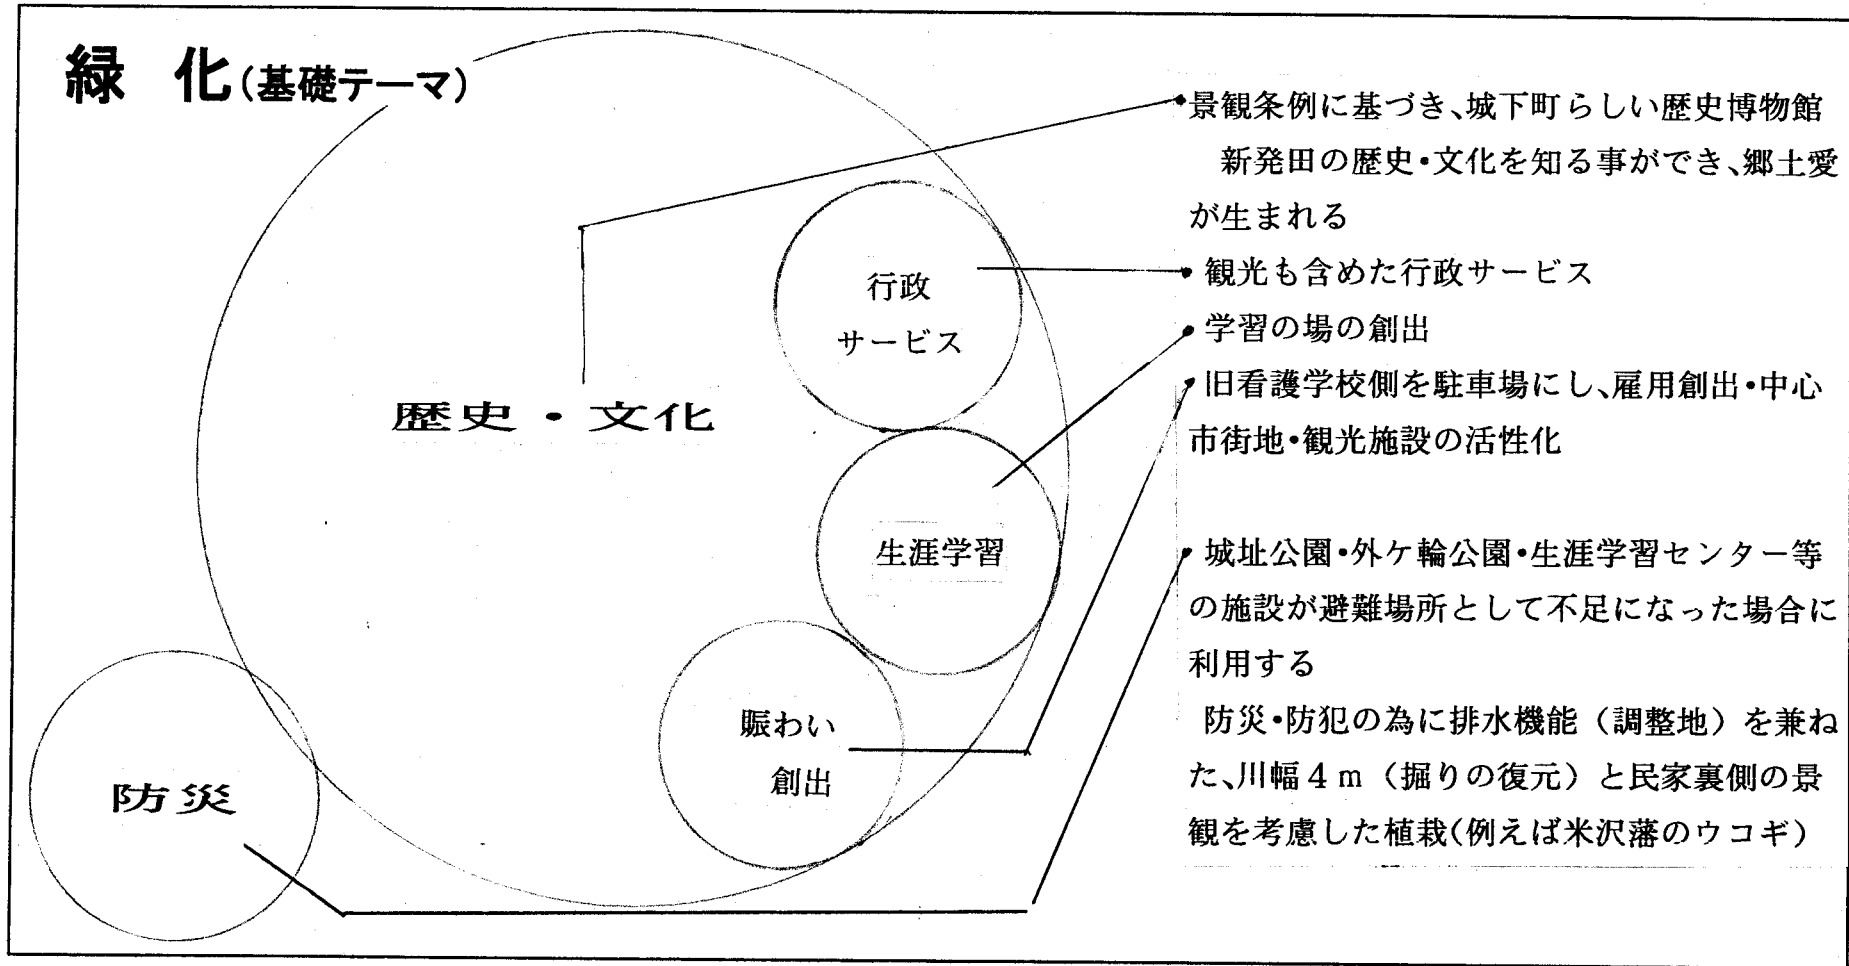 緑 化(基礎テーマ)
景観条例に基づき、城下町らしい歴史博物館
新発田の歴史・文化を知る事ができ、郷土愛
が生まれる
観光も含めた行政サービス
学習の場の創出
旧看護学校側を駐車場にし、雇用創出・中心
市街地・観光施設の活性化
城址公園・外ケ輪公園・生涯学習センター等
の施設が避難場所として不足になった場合に
利用する
防災・防犯の為に排水機能（調整地）を兼ね
た、川幅4m（掘りの復元）と民家裏側の景
観を考慮した植栽(例えば米沢藩のウコギ)
行政
サービス
歴史・文化
生涯学習
賑わい
創出
防災